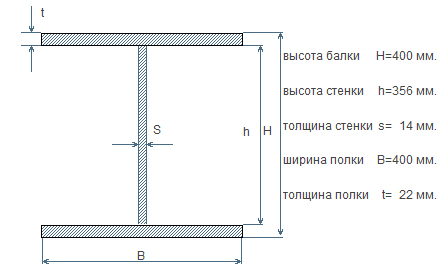 t
высота балки H=400 мм.
высота стенки h=356 мм.
толщина стенки s= 14 мм.
S
h
H
ширина полки B=400 мм.
толщина полки t= 22 мм.
B